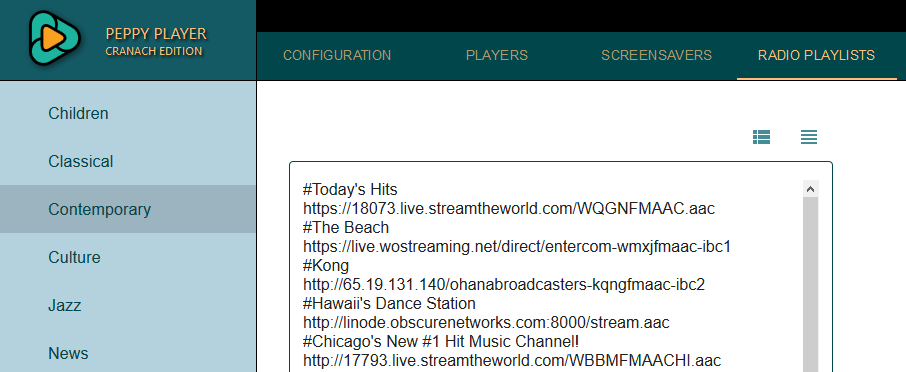 PEPPY PLAYER
CRANACH EDITION
CONFIGURATION
PLAYERS
SCREENSAVERS
RADIO PLAYLISTS
Children
Classical
Contemporary
Culture
Jazz
News
#Today's Hits
https://18073.live.streamtheworld.com/WQGNFMAAC.aac
#The Beach
https://live.wostreaming.net/direct/entercom-wmxjfmaac-ibc1
#Kong
http://65.19.131.140/ohanabroadcasters-kqngfmaac-ibc2
#Hawaii's Dance Station
http://linode.obscurenetworks.com:8000/stream.aac
#Chicago's New #1 Hit Music Channel!
http://17793.live.streamtheworld.com/WBBMFMAACHI.aac